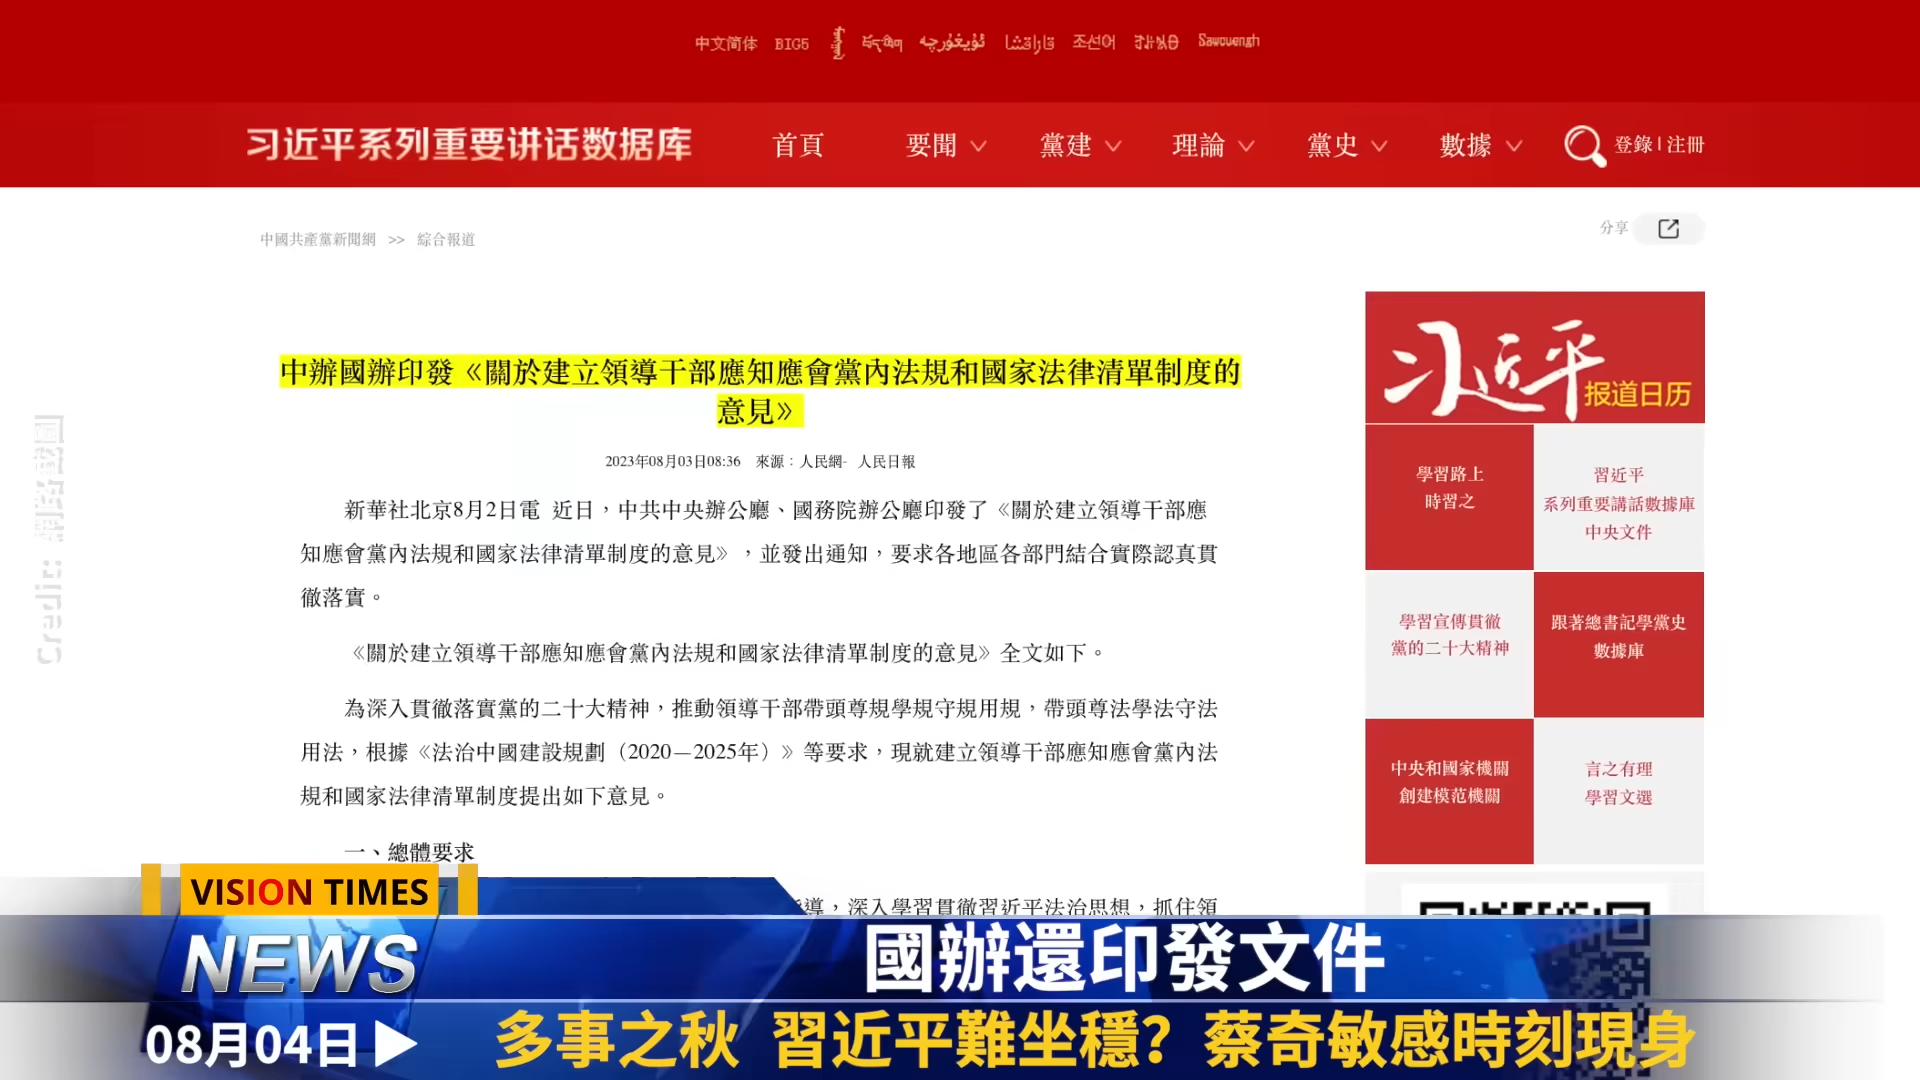 中文简体 BIG5 ئۇيغۇرچە قازاقشا 조선어 Sawcuengh
习近平系列重要讲话数据库 首頁 要聞 黨建 理論 黨史 數據 登錄 | 注冊
中國共產黨新聞網 >> 綜合報道
分享
中辦國辦印發《關於建立領導干部應知應會黨內法規和國家法律清單制度的
意見》
2023年08月03日08:36 來源：人民網－人民日報
新華社北京8月2日電 近日，中共中央辦公廳、國務院辦公廳印發了《關於建立領導干部應
知應會黨內法規和國家法律清單制度的意見》，並發出通知，要求各地區各部門結合實際認真貫
徹落實。
《關於建立領導干部應知應會黨內法規和國家法律清單制度的意見》全文如下。
為深入貫徹落實黨的二十大精神，推動領導干部帶頭尊規學規守規用規，帶頭尊法學法守法
用法，根據《法治中國建設規劃（2020—2025年）》等要求，現就建立領導干部應知應會黨內法
規和國家法律清單制度提出如下意見。
一、總體要求
導，深入學習貫徹習近平法治思想，抓住領
习近平
报道日历
學習路上
時習之
習近平
系列重要講話數據庫
中央文件
學習宣傳貫徹
黨的二十大精神
跟著總書記學黨史
數據庫
中央和國家機關
創建模范機關
言之有理
學習文選
Credit: 網路截圖
VISION TIMES
NEWS
國辦還印發文件
08月04日
多事之秋 習近平難坐穩？蔡奇敏感時刻現身